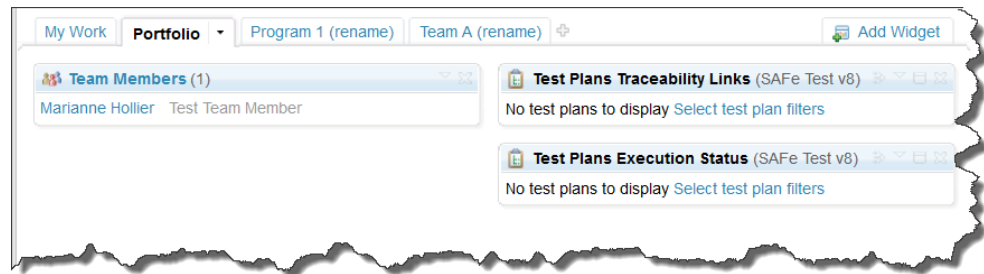 My Work Portfolio Program 1 (rename) Team A (rename) Add Widget
Team Members (1)
Marianne Hollier Test Team Member
Test Plans Traceability Links (SAFe Test v8)
No test plans to display Select test plan filters
Test Plans Execution Status (SAFe Test v8)
No test plans to display Select test plan filters